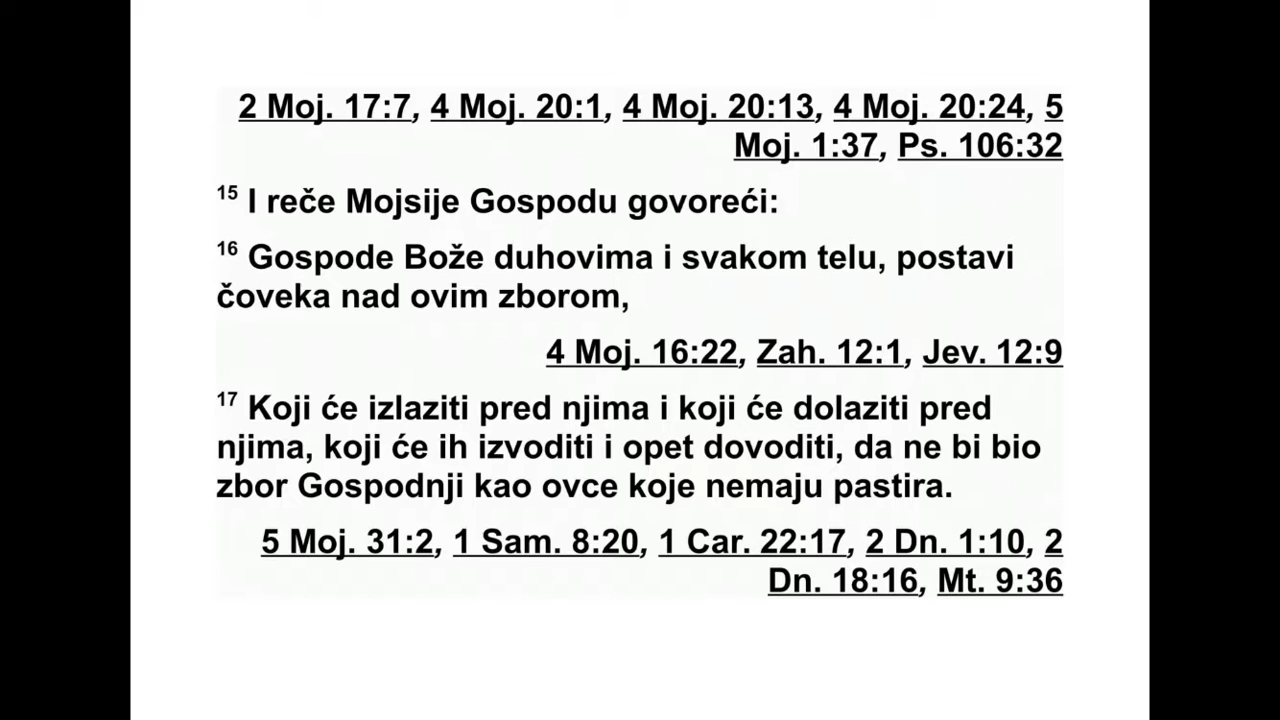 2 Moj. 17:7, 4 Moj. 20:1, 4 Moj. 20:13, 4 Moj. 20:24, 5
Moj. 1:37, Ps. 106:32
15 I reče Mojsije Gospodu govoreći:
16 Gospode Bože duhovima i svakom telu, postavi
čoveka nad ovim zborom,
4 Moj. 16:22, Zah. 12:1, Jev. 12:9
17 Koji će izlaziti pred njima i koji će dolaziti pred
njima, koji će ih izvoditi i opet dovoditi, da ne bi bio
zbor Gospodnji kao ovce koje nemaju pastira.
5 Moj. 31:2, 1 Sam. 8:20, 1 Car. 22:17, 2 Dn. 1:10, 2
Dn. 18:16, Mt. 9:36